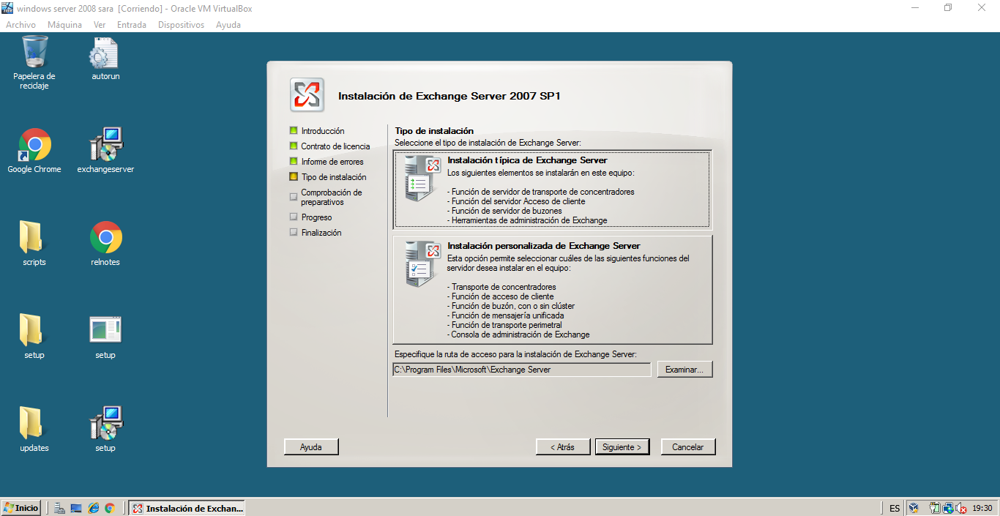 windows server 2008 sara [Corriendo] - Oracle VM VirtualBox
Archivo Máquina Ver Entrada Dispositivos Ayuda
Papelera de
reciclaje
autorun
Google Chrome
exchangeserver
scripts
relnotes
setup
setup
updates
setup
Instalación de Exchange Server 2007 SP1
Introducción
Contrato de licencia
Informe de errores
Tipo de instalación
Comprobación de
preparativos
Progreso
Finalización
Tipo de instalación
Seleccione el tipo de instalación de Exchange Server:
Instalación típica de Exchange Server
Los siguientes elementos se instalarán en este equipo:
- Función de servidor de transporte de concentradores
- Función del servidor Acceso de cliente
- Función de servidor de buzones
- Herramientas de administración de Exchange
Instalación personalizada de Exchange Server
Esta opción permite seleccionar cuáles de las siguientes funciones del
servidor desea instalar en el equipo:
- Transporte de concentradores
- Función de acceso de cliente
- Función de buzón, con o sin clúster
- Función de mensajería unificada
- Función de transporte perimetral
- Consola de administración de Exchange
Especifique la ruta de acceso para la instalación de Exchange Server:
C:\Program Files\Microsoft\Exchange Server
Examinar...
Ayuda
< Atrás
Siguiente >
Cancelar
Inicio
Instalación de Exchan...
ES
19:30